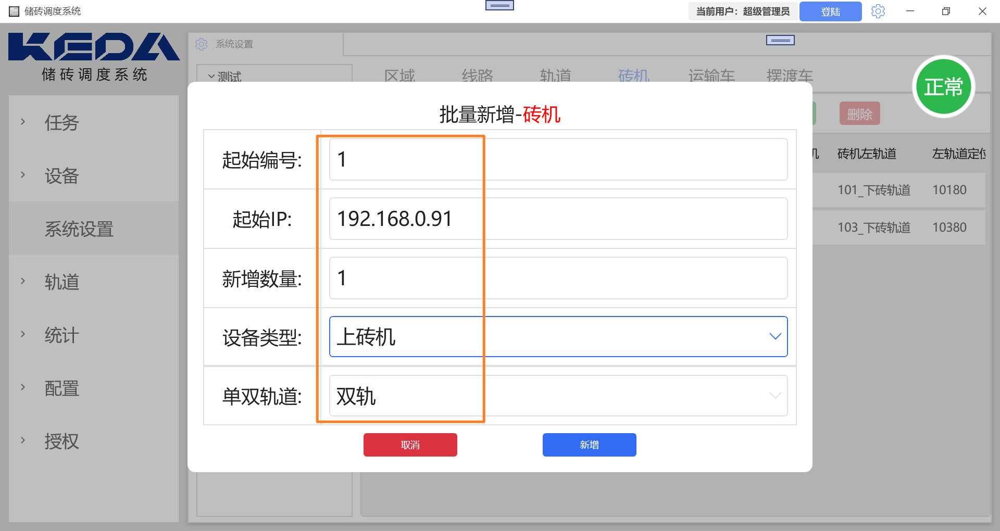 储砖调度系统
当前用户：超级管理员
登陆
KEDA
储砖调度系统
系统设置
测试
区域
线路
轨道
砖机
运输车
摆渡车
正常
任务
设备
系统设置
轨道
统计
配置
授权
删除
砖机左轨道
左轨道定位
101_下砖轨道
10180
103_下砖轨道
10380
批量新增-砖机
起始编号:
1
起始IP:
192.168.0.91
新增数量:
1
设备类型:
上砖机
单双轨道:
双轨
取消
新增